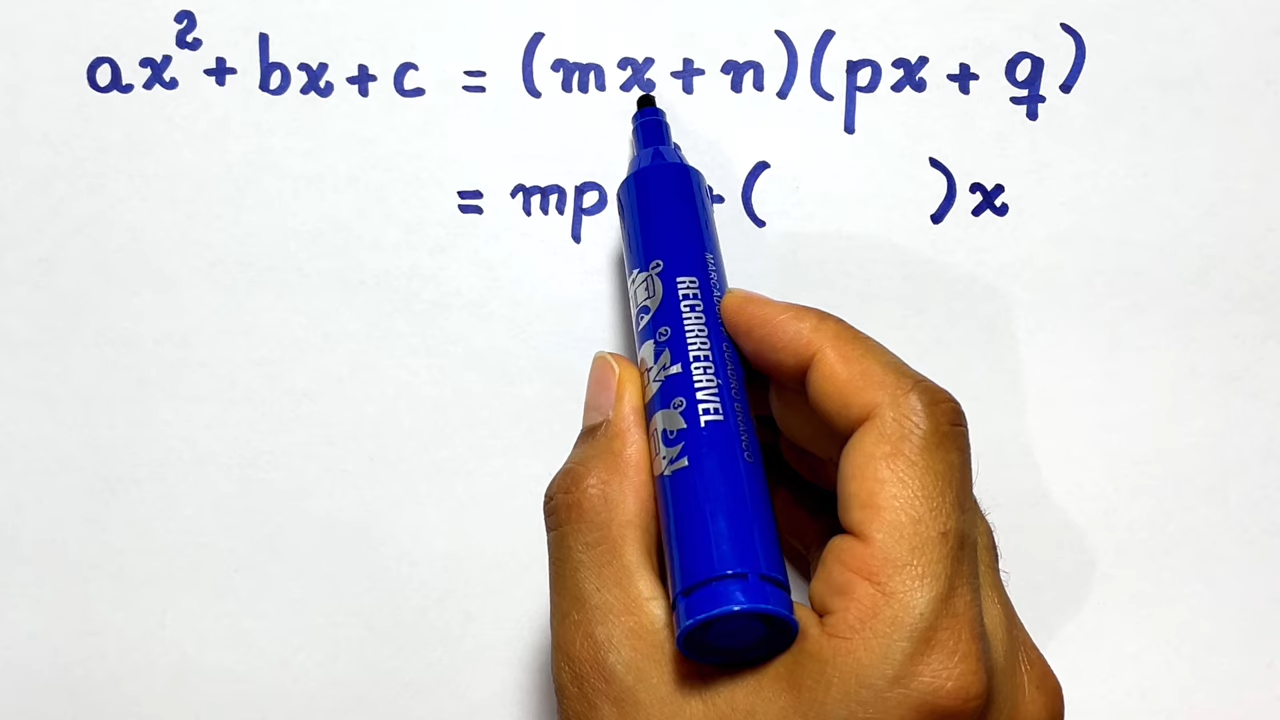 ax² + bx + c = (mx + n)(px + q)
= mp + ( )x
RECARREGÁVEL